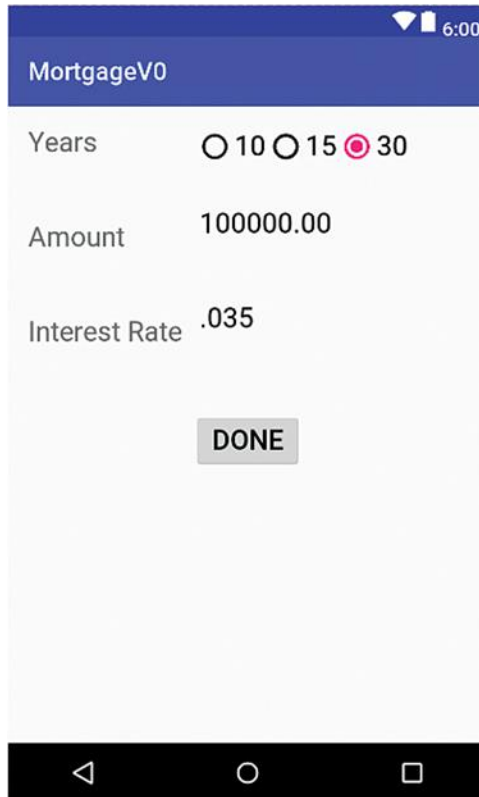 6:00
MortgageV0
Years 10 15 30
Amount 100000.00
Interest Rate .035
DONE